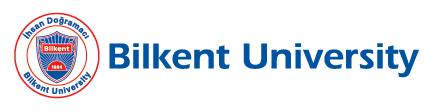 İhsan Doğramacı
Bilkent
1984
Bilkent University
Bilkent University